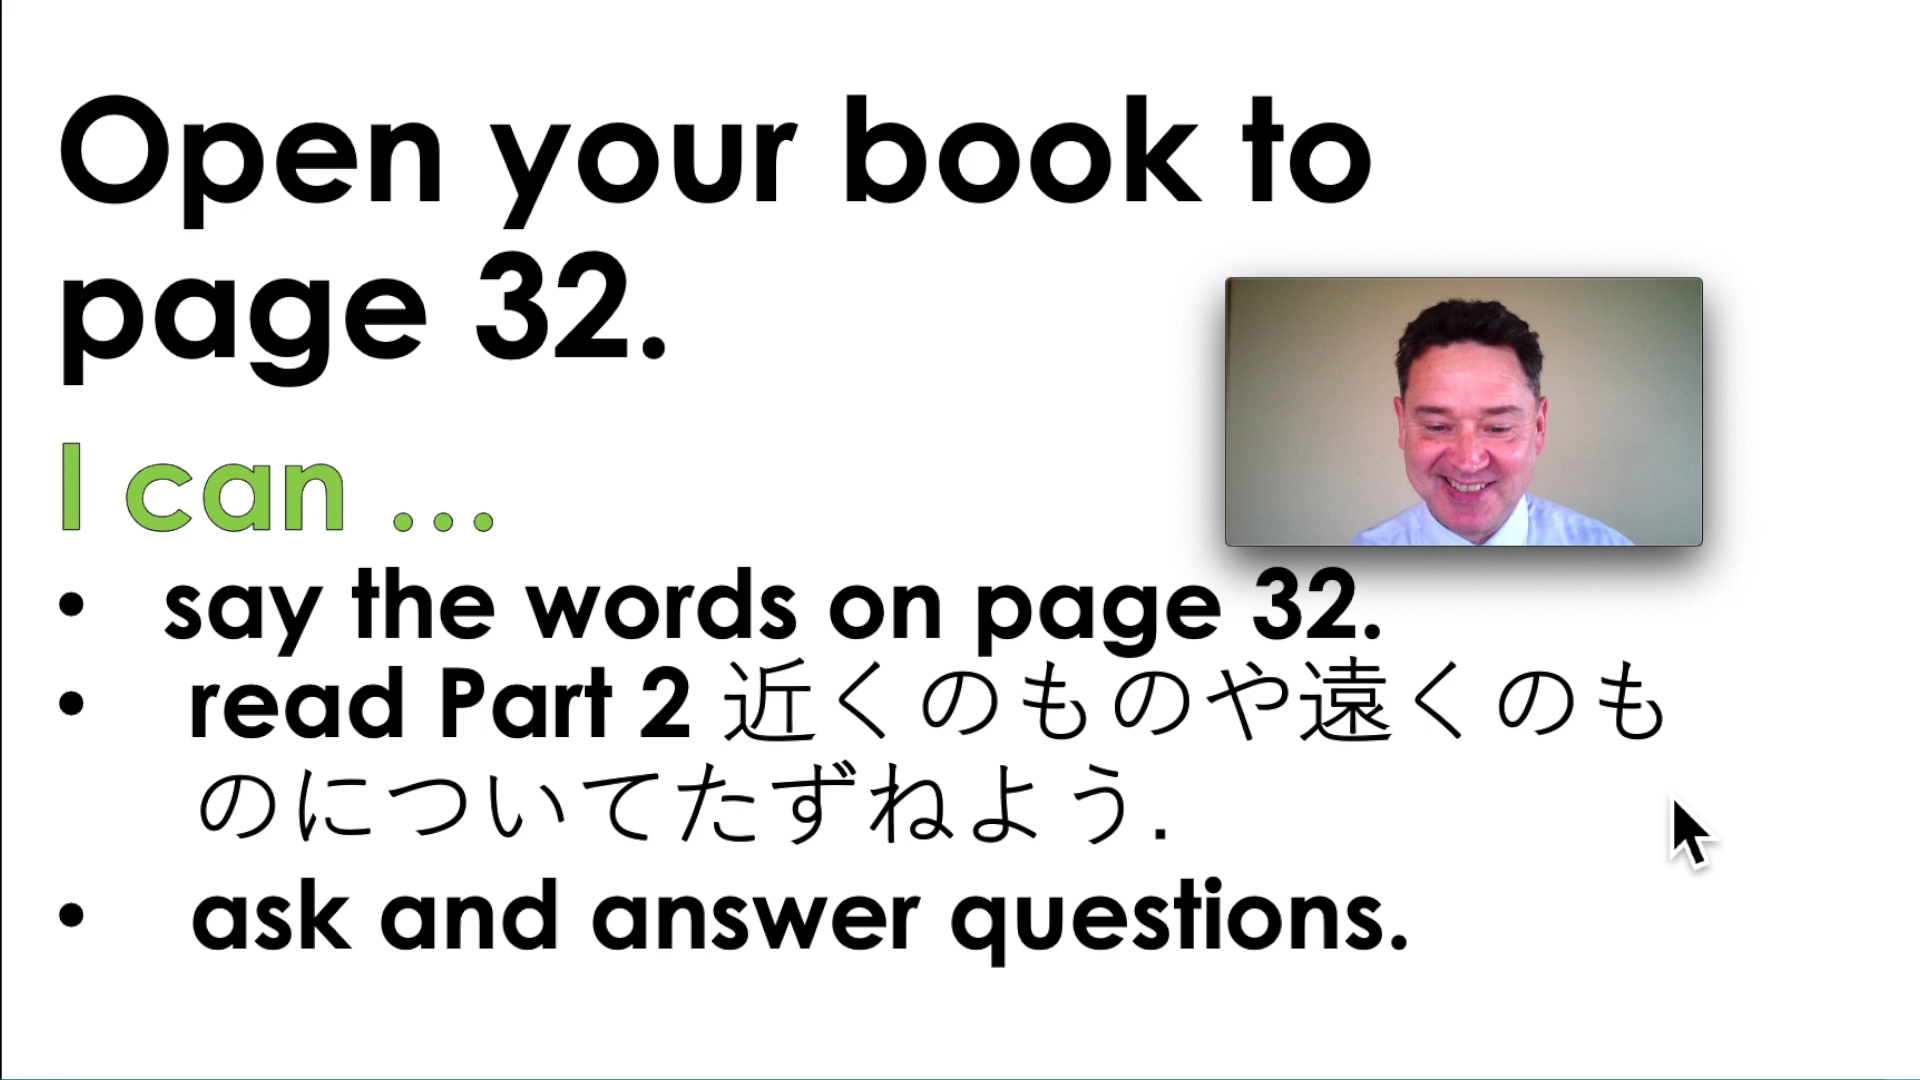 Open your book to
page 32.
I can ...
• say the words on page 32.
• read Part 2 近くのものや遠くのも
のについてたずねよう.
• ask and answer questions.